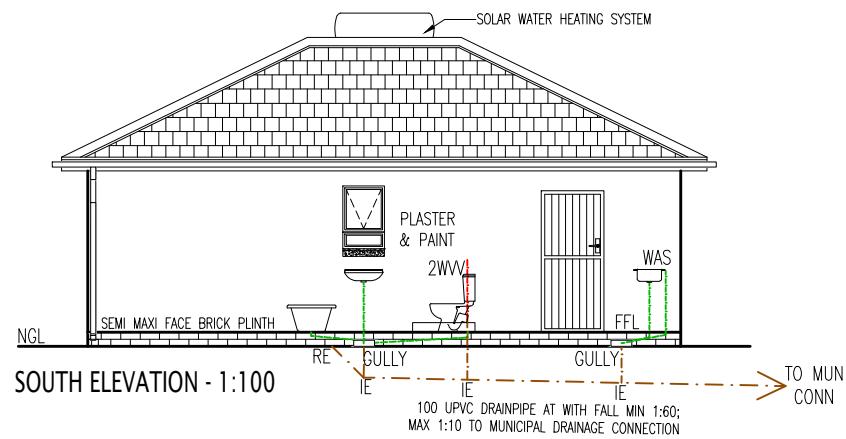 SOLAR WATER HEATING SYSTEM
PLASTER
& PAINT
2WVV
WAS
SEMI MAXI FACE BRICK PLINTH
FFL
NGL
RE
GULLY
GULLY
SOUTH ELEVATION - 1:100
IE
IE
IE
TO MUN
CONN
100 UPVC DRAINPIPE AT WITH FALL MIN 1:60;
MAX 1:10 TO MUNICIPAL DRAINAGE CONNECTION